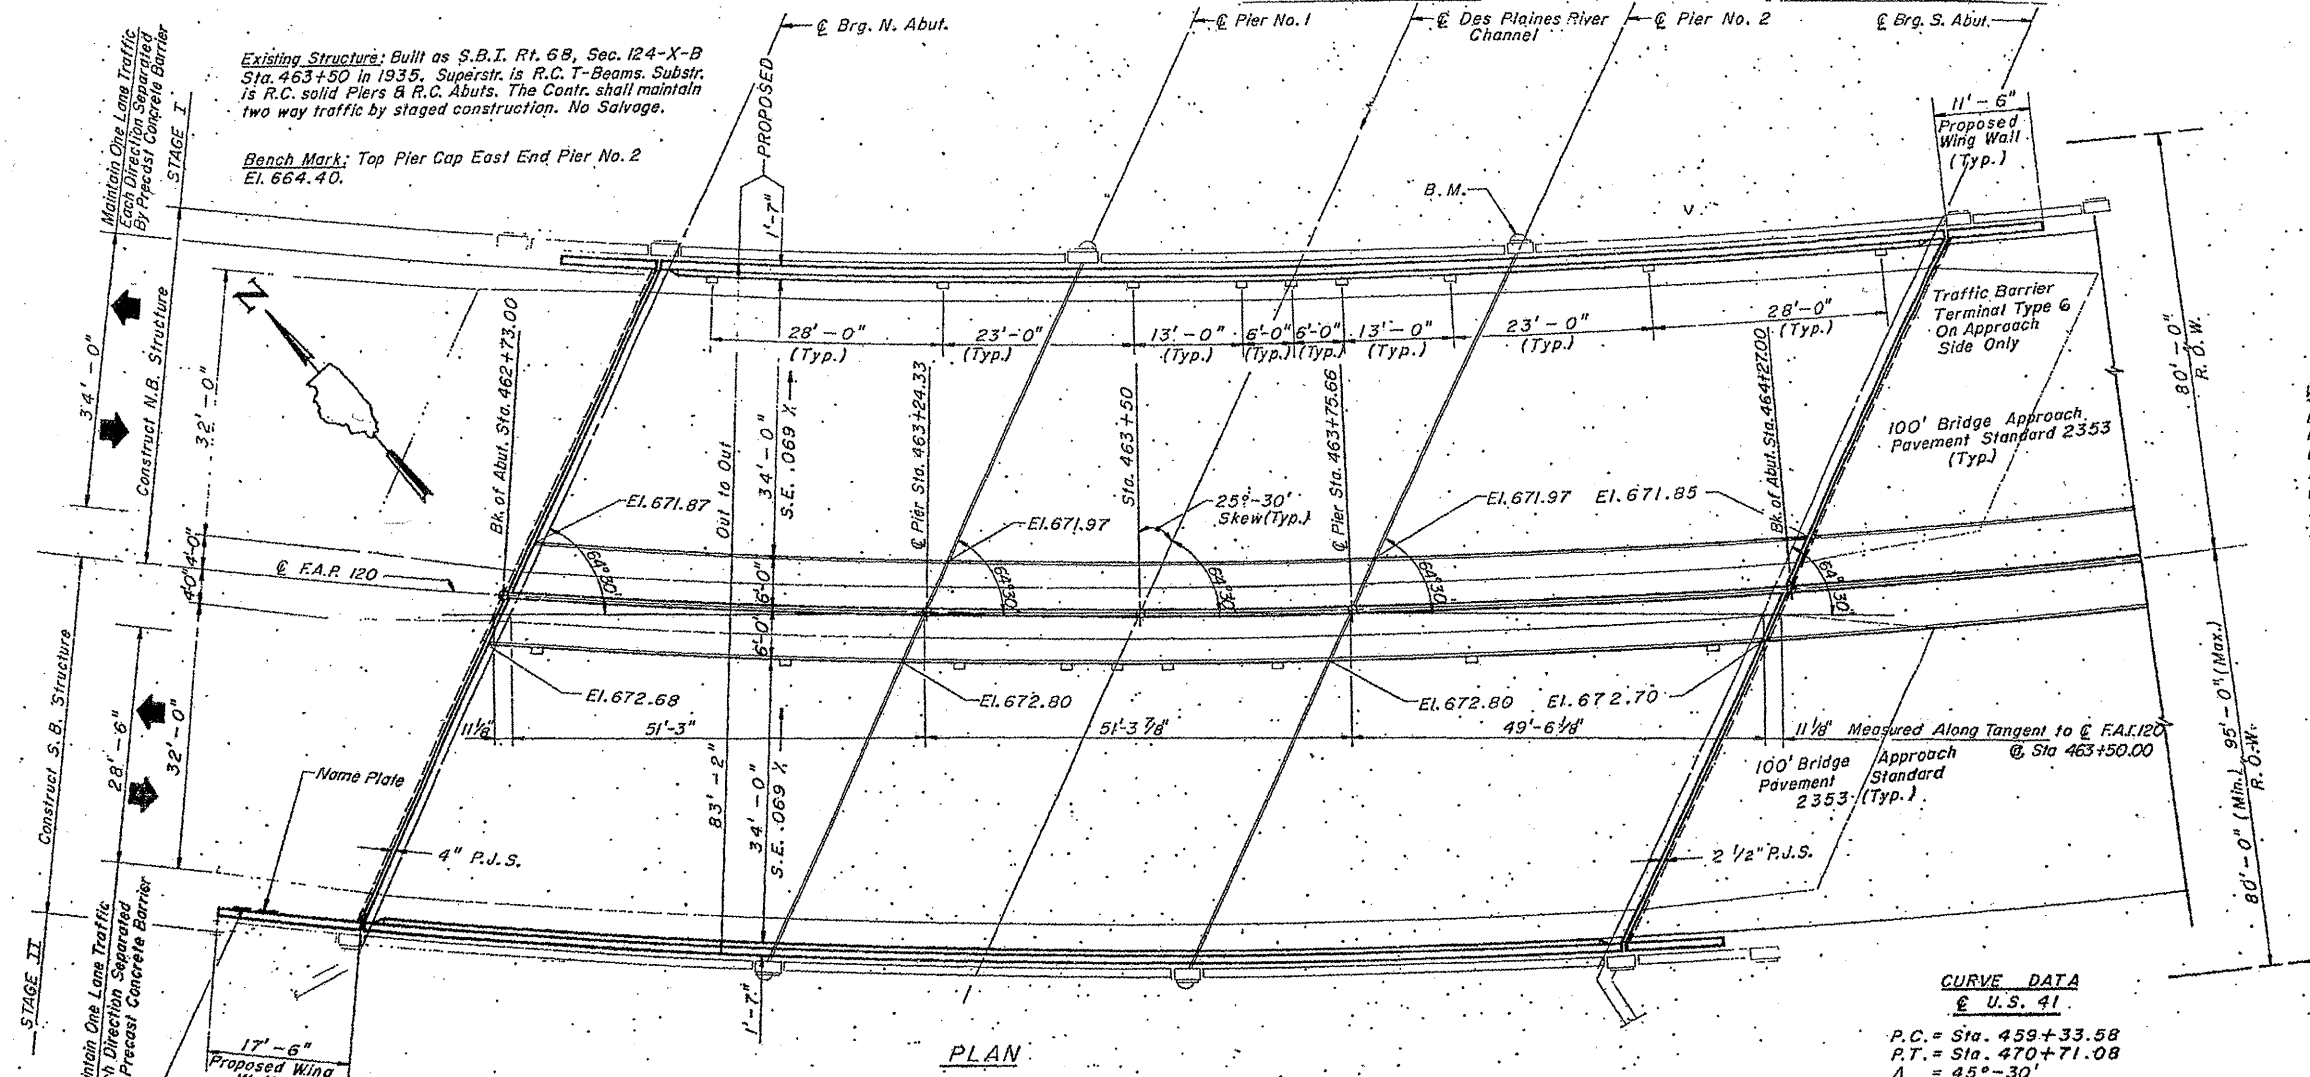 ℄ Brg. N. Abut.
℄ Pier No. 1
℄ Des Plaines River
Channel
℄ Pier No. 2
℄ Brg. S. Abut.
Existing Structure: Built as S.B.I. Rt. 68, Sec. 124-X-B
Sta. 463+50 in 1935. Superstr. is R.C. T-Beams. Substr.
is R.C. solid Piers & R.C. Abuts. The Contr. shall maintain
two way traffic by staged construction. No Salvage.
Bench Mark: Top Pier Cap East End Pier No. 2
El. 664.40.
Maintain One Lane Traffic
Each Direction Separated
By Precast Concrete Barrier
STAGE I
PROPOSED
1'-7"
B.M.
11'-6"
Proposed
Wing Wall
(Typ.)
34'-0"
Construct N.B. Structure
32'-0"
N
28'-0"
(Typ.)
23'-0"
(Typ.)
13'-0"
(Typ.)
6'-0"
(Typ.)
6'-0"
(Typ.)
13'-0"
(Typ.)
23'-0"
(Typ.)
28'-0"
(Typ.)
Traffic Barrier
Terminal Type 6
On Approach
Side Only
80'-0"
R.O.W.
100' Bridge Approach
Pavement Standard 2353
(Typ.)
Bk. of Abut. Sta. 462+73.00
Out to Out
34'-0"
S.E. .069 ⅟.
℄ Pier Sta. 463+24.33
Sta. 463+50
℄ Pier Sta. 463+75.66
Bk. of Abut. Sta. 464+27.00
El. 671.87
El. 671.97
25°-30'
Skew (Typ.)
El. 671.97
El. 671.85
4'-0"
4'-0"
℄ F.A.P. 120
64°30'
64°30'
64°30'
64°30'
64°30'
6'-0"
6'-0"
El. 672.68
El. 672.80
El. 672.80
El. 672.70
11⅛"
51'-3"
51'-3 ⅞"
49'-6⅛"
11⅛"
Measured Along Tangent to ℄ F.A.P. 120
@ Sta 463+50.00
100' Bridge Approach
Pavement Standard
2353 (Typ.)
80'-0" (Min.) 95'-0" (Max.)
R.O.W.
Construct S.B. Structure
28'-6"
32'-0"
Name Plate
83'-2"
34'-0"
S.E. .069 ⅟.
4" P.J.S.
2 ½" P.J.S.
STAGE II
Maintain One Lane Traffic
Direction Separated
Precast Concrete Barrier
17'-6"
Proposed Wing
1'-7"
PLAN
CURVE DATA
℄ U.S. 41
P.C. = Sta. 459+33.58
P.T. = Sta. 470+71.08
Δ = 45°-30'